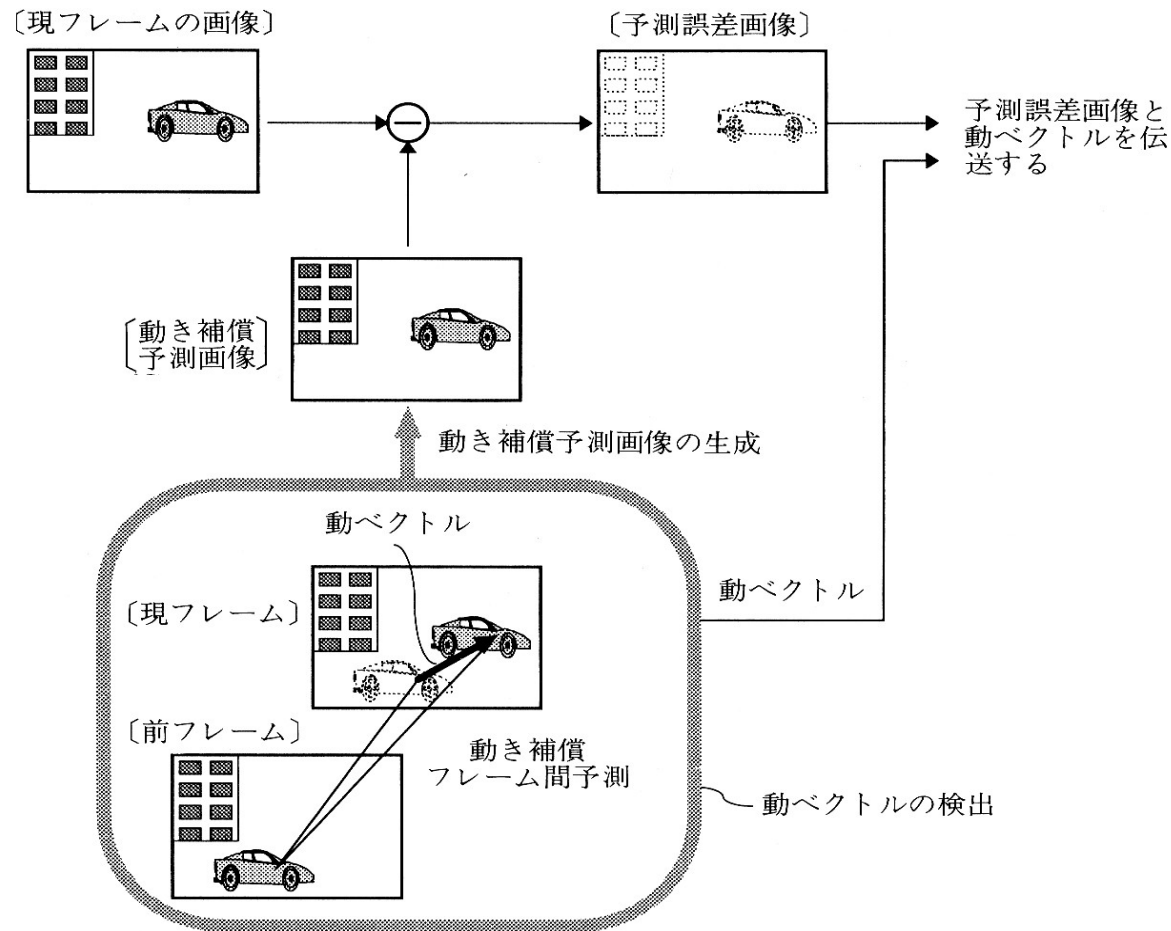 〔現フレームの画像〕
〔予測誤差画像〕
予測誤差画像と
動ベクトルを伝
送する
動き補償
予測画像
動き補償予測画像の生成
動ベクトル
〔現フレーム〕
動ベクトル
〔前フレーム〕
動き補償
フレーム間予測
動ベクトルの検出